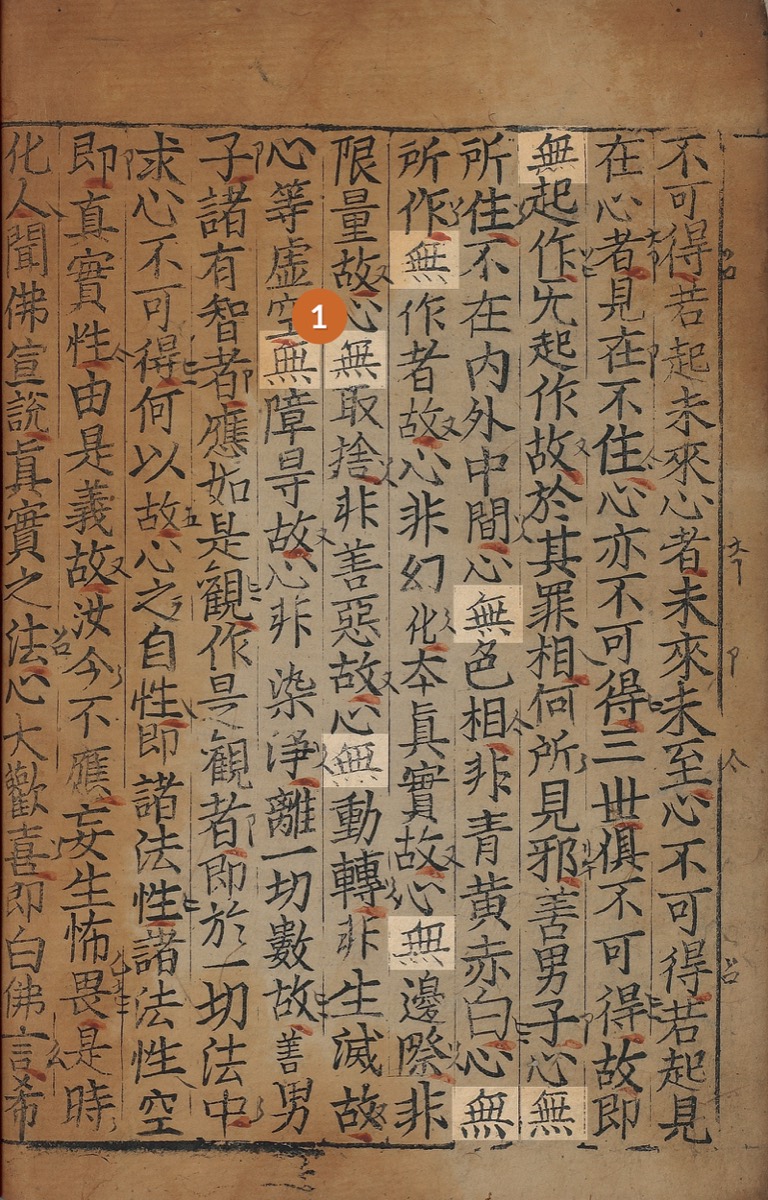 不可得若起未來心者未來未至心不可得若起見
在心者見在不住心亦不可得三世俱不可得故即
無起作旡起作故於其罪相何所見邪善男子心無
所住不在內外中間心無色相非青黃赤白心無
所作無作者故心非幻化本眞實故心無邊際非
限量故心無取捨非善惡故心無動轉非生滅故
心等虛空無障㝵故心非染淨離一切數故善男
子諸有智者應如是觀作是觀者即於一切法中
求心不可得何以故心之自性即諸法性諸法性空
即真實性由是義故汝今不應妄生怖畏是時
化人聞佛宣說眞實之法心大歡喜即白佛言希
1